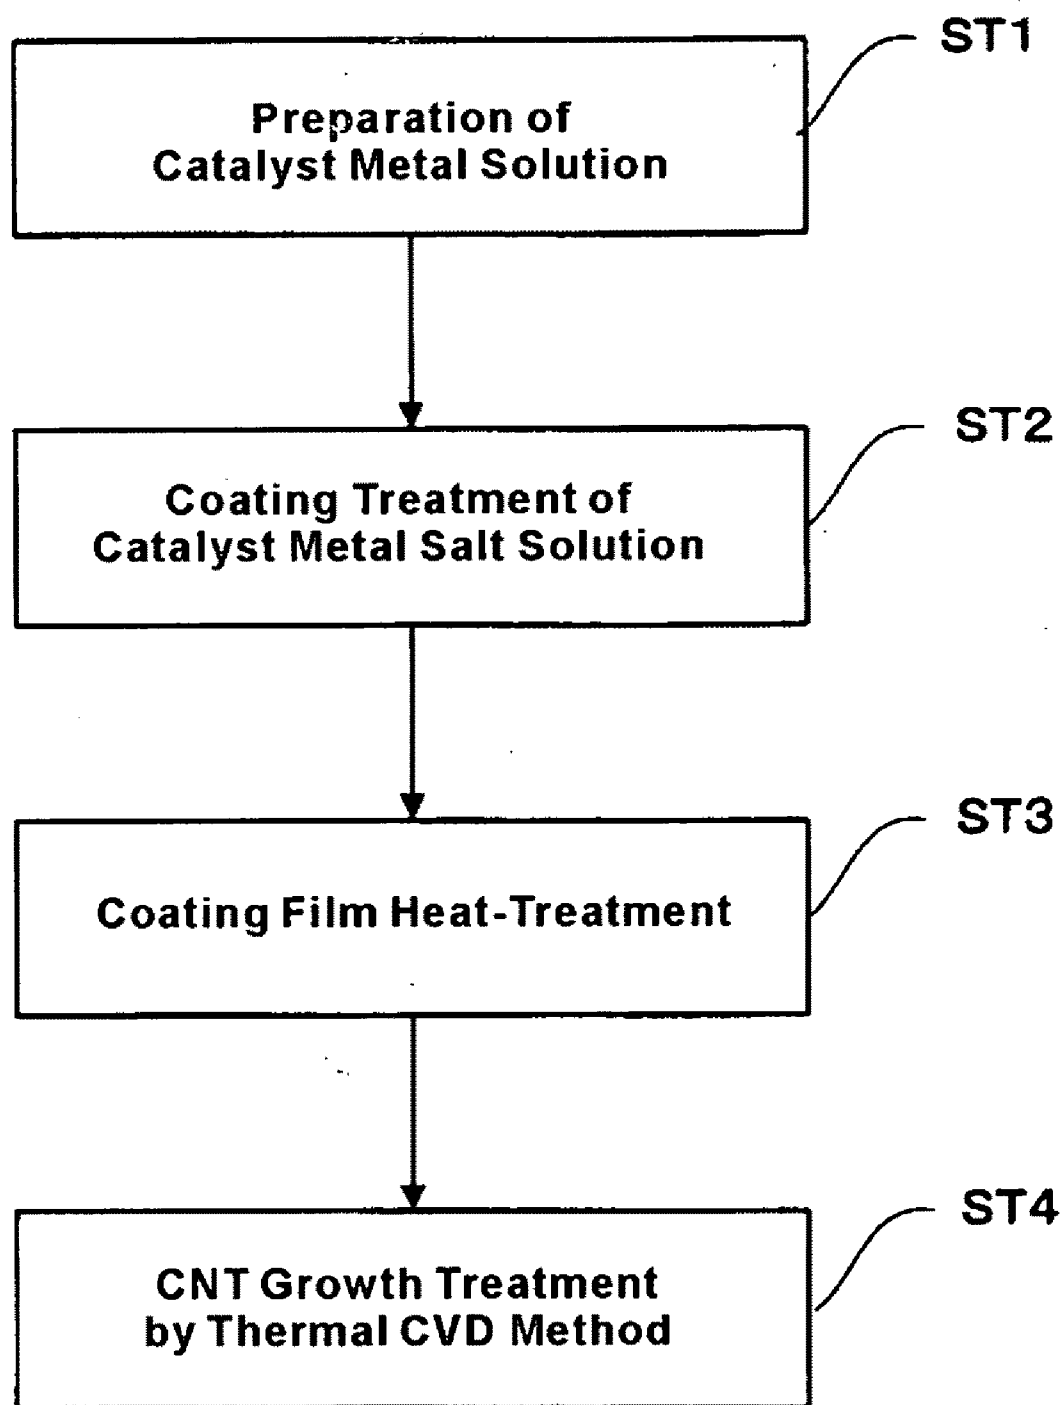 ST1
Preparation of
Catalyst Metal Solution
ST2
Coating Treatment of
Catalyst Metal Salt Solution
ST3
Coating Film Heat-Treatment
ST4
CNT Growth Treatment
by Thermal CVD Method